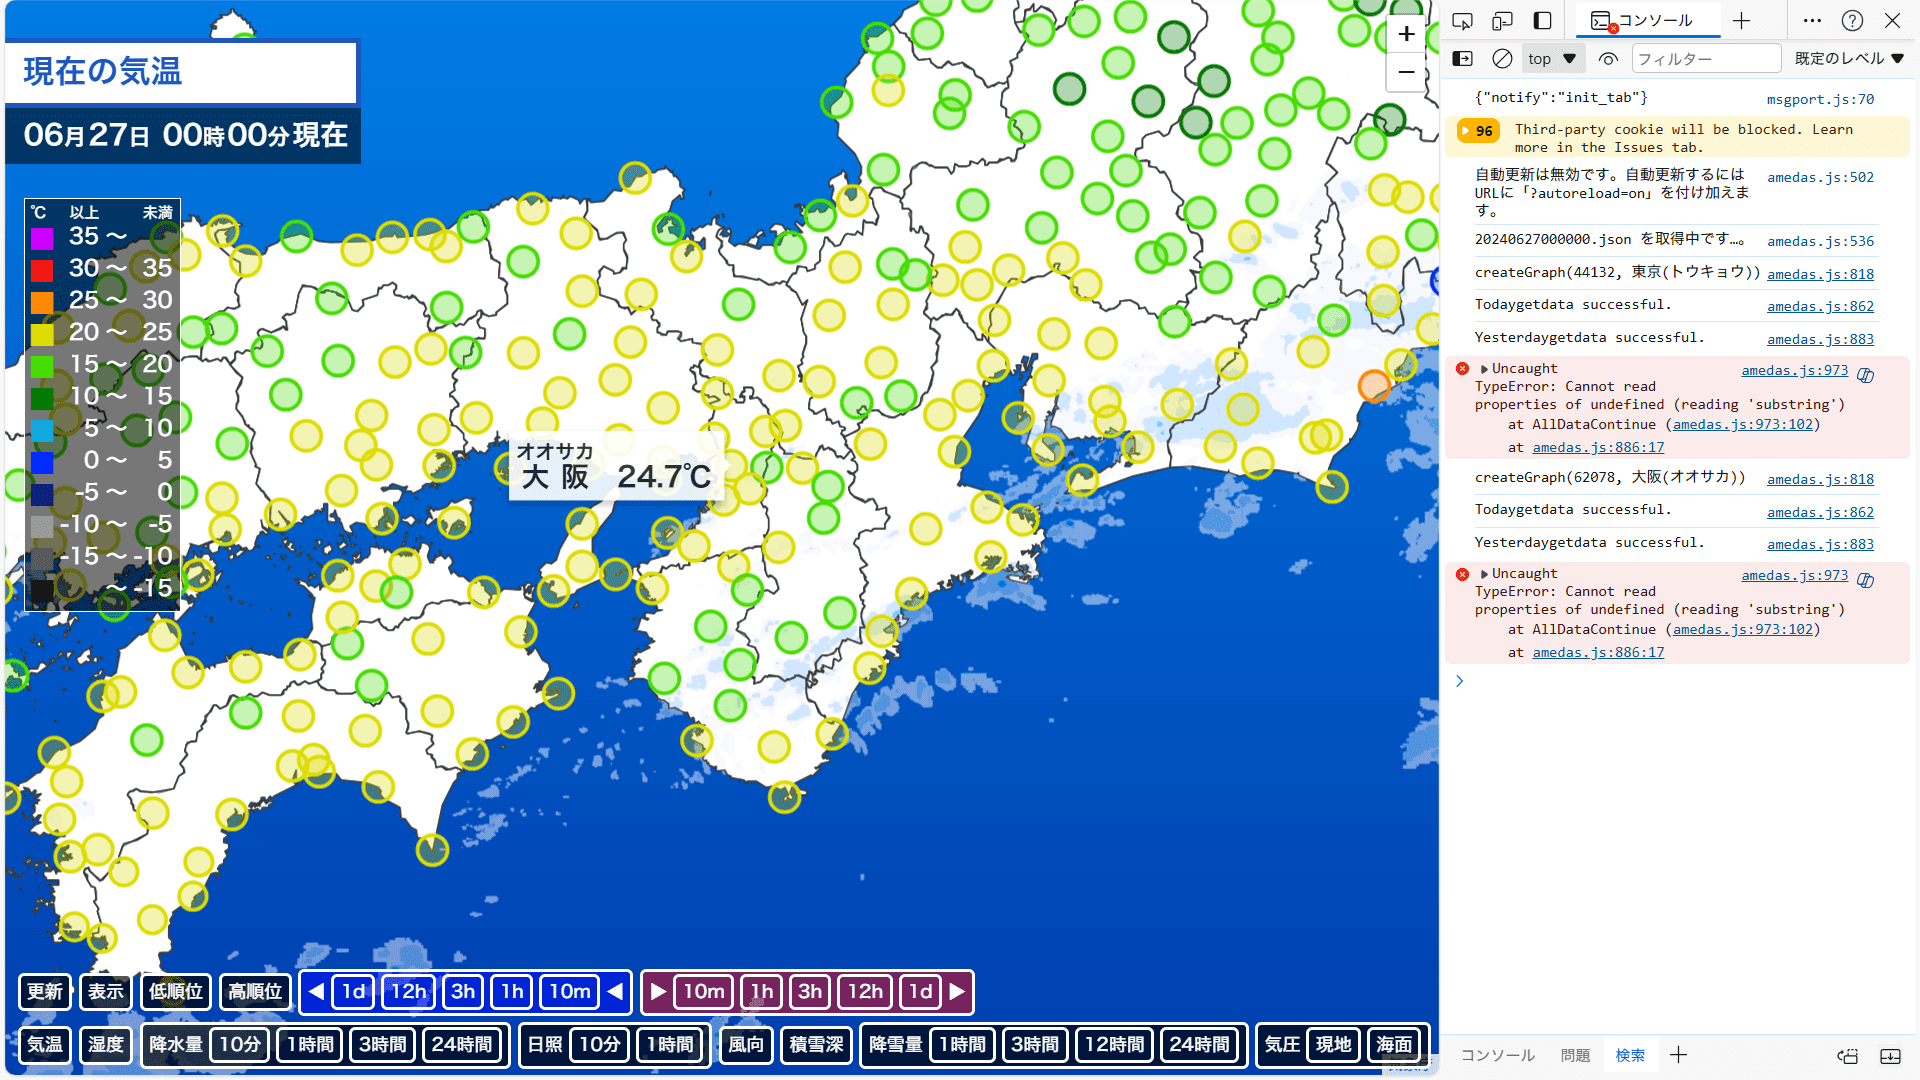 現在の気温
06月27日 00時00分現在
℃ 以上 未満
35～
30～ 35
25～ 30
20～ 25
15～ 20
10～ 15
5～ 10
0～ 5
-5～ 0
-10～ -5
-15～-10
～-15
+
−
オオサカ
大 阪 24.7℃
更新 表示 低順位 高順位 ◀ 1d 12h 3h 1h 10m ◀ ▶ 10m 1h 3h 12h 1d ▶
気温 湿度 降水量 10分 1時間 3時間 24時間 日照 10分 1時間 風向 積雪深 降雪量 1時間 3時間 12時間 24時間 気圧 現地 海面
コンソール
top ▼ フィルター 既定のレベル ▼
{"notify":"init_tab"} msgport.js:70
96 Third-party cookie will be blocked. Learn
more in the Issues tab.
自動更新は無効です。自動更新するには amedas.js:502
URLに「?autoreload=on」を付け加えま
す。
20240627000000.json を取得中です…。 amedas.js:536
createGraph(44132, 東京(トウキョウ)) amedas.js:818
Todaygetdata successful. amedas.js:862
Yesterdaygetdata successful. amedas.js:883
▶Uncaught amedas.js:973
TypeError: Cannot read
properties of undefined (reading 'substring')
at AllDataContinue (amedas.js:973:102)
at amedas.js:886:17
createGraph(62078, 大阪(オオサカ)) amedas.js:818
Todaygetdata successful. amedas.js:862
Yesterdaygetdata successful. amedas.js:883
▶Uncaught amedas.js:973
TypeError: Cannot read
properties of undefined (reading 'substring')
at AllDataContinue (amedas.js:973:102)
at amedas.js:886:17
コンソール 問題 検索